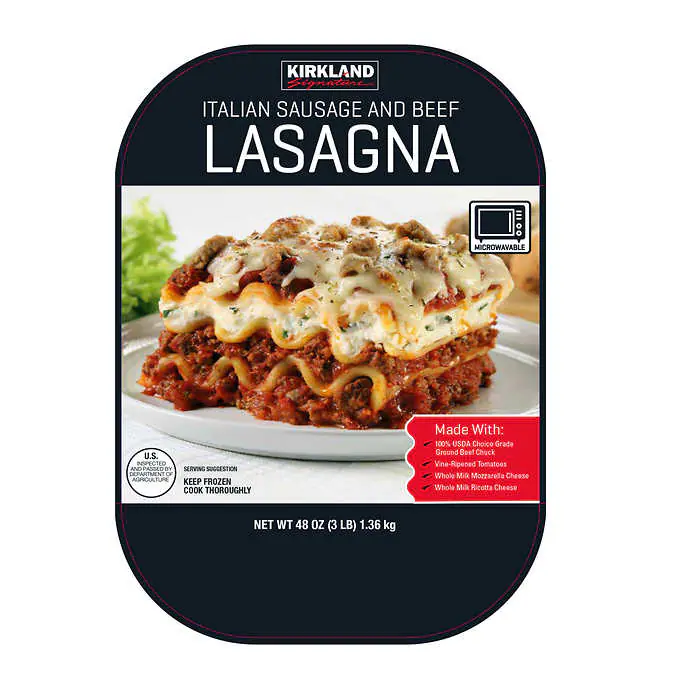 KIRKLAND
Signature
ITALIAN SAUSAGE AND BEEF
LASAGNA
MICROWAVABLE
Made With:
100% USDA Choice Grade
Ground Beef Chuck
Vine-Ripened Tomatoes
Whole Milk Mozzarella Cheese
Whole Milk Ricotta Cheese
U.S.
INSPECTED
AND PASSED BY
DEPARTMENT OF
AGRICULTURE
SERVING SUGGESTION
KEEP FROZEN
COOK THOROUGHLY
NET WT 48 OZ (3 LB) 1.36 kg